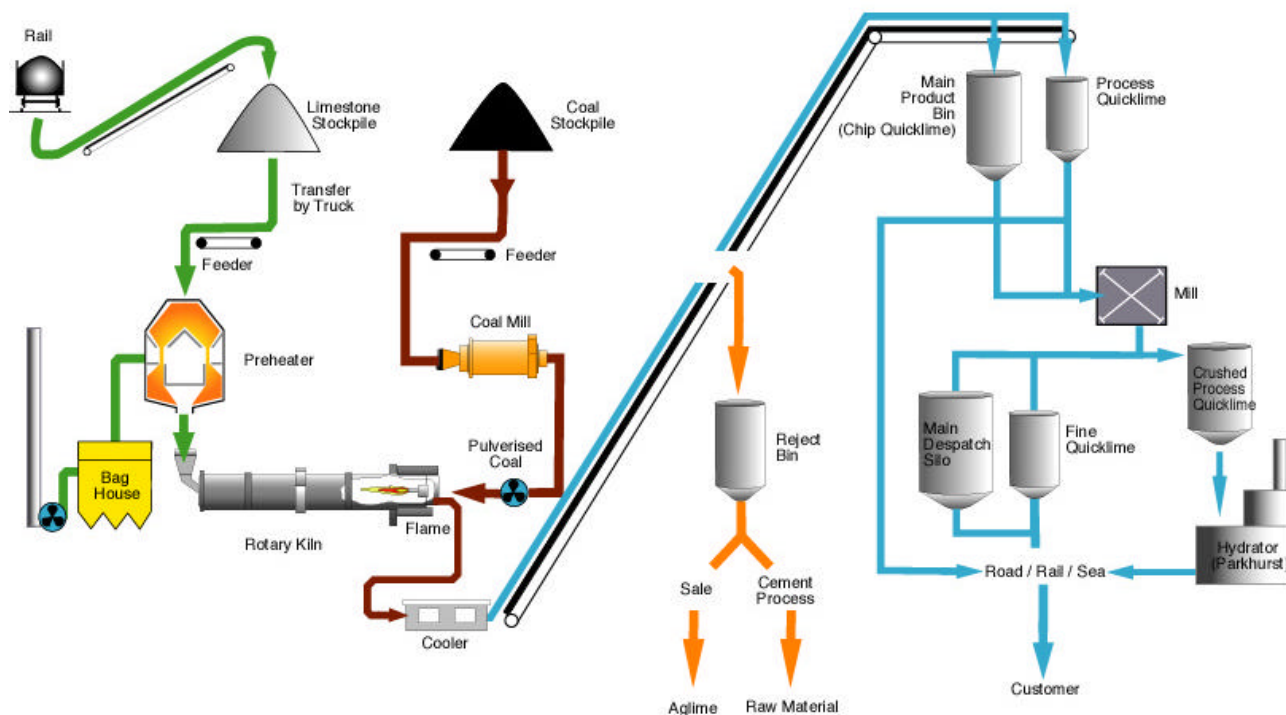 Rail
Limestone
Stockpile
Coal
Stockpile
Transfer
by Truck
Feeder
Feeder
Preheater
Coal Mill
Bag
House
Pulverised
Coal
Rotary Kiln
Flame
Cooler
Reject
Bin
Sale
Cement
Process
Aglime
Raw Material
Main
Product
Bin
(Chip Quicklime)
Process
Quicklime
Mill
Crushed
Process
Quicklime
Main
Despatch
Silo
Fine
Quicklime
Hydrator
(Parkhurst)
Road / Rail / Sea
Customer